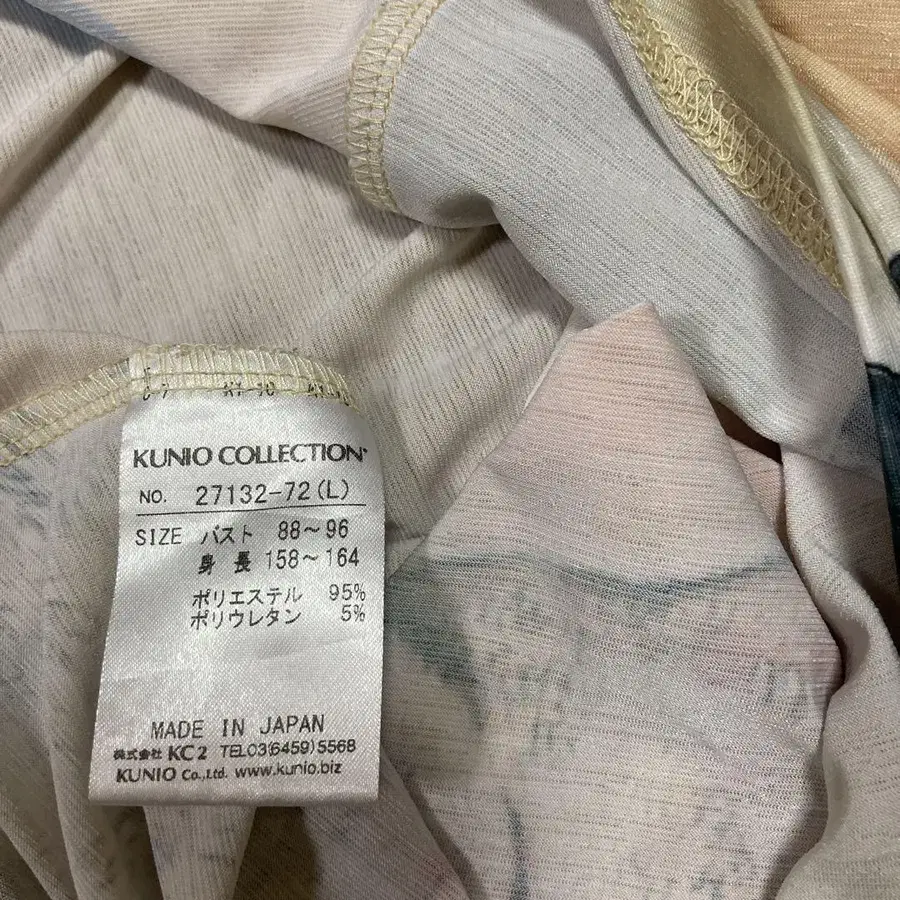 KUNIO COLLECTION
NO. 27132-72(L)
SIZE バスト 88～96
身長 158～164
ポリエステル 95%
ポリウレタン 5%
MADE IN JAPAN
株式会社 KC2 TEL03(6459)5568
KUNIO Co.,Ltd. www.kunio.biz